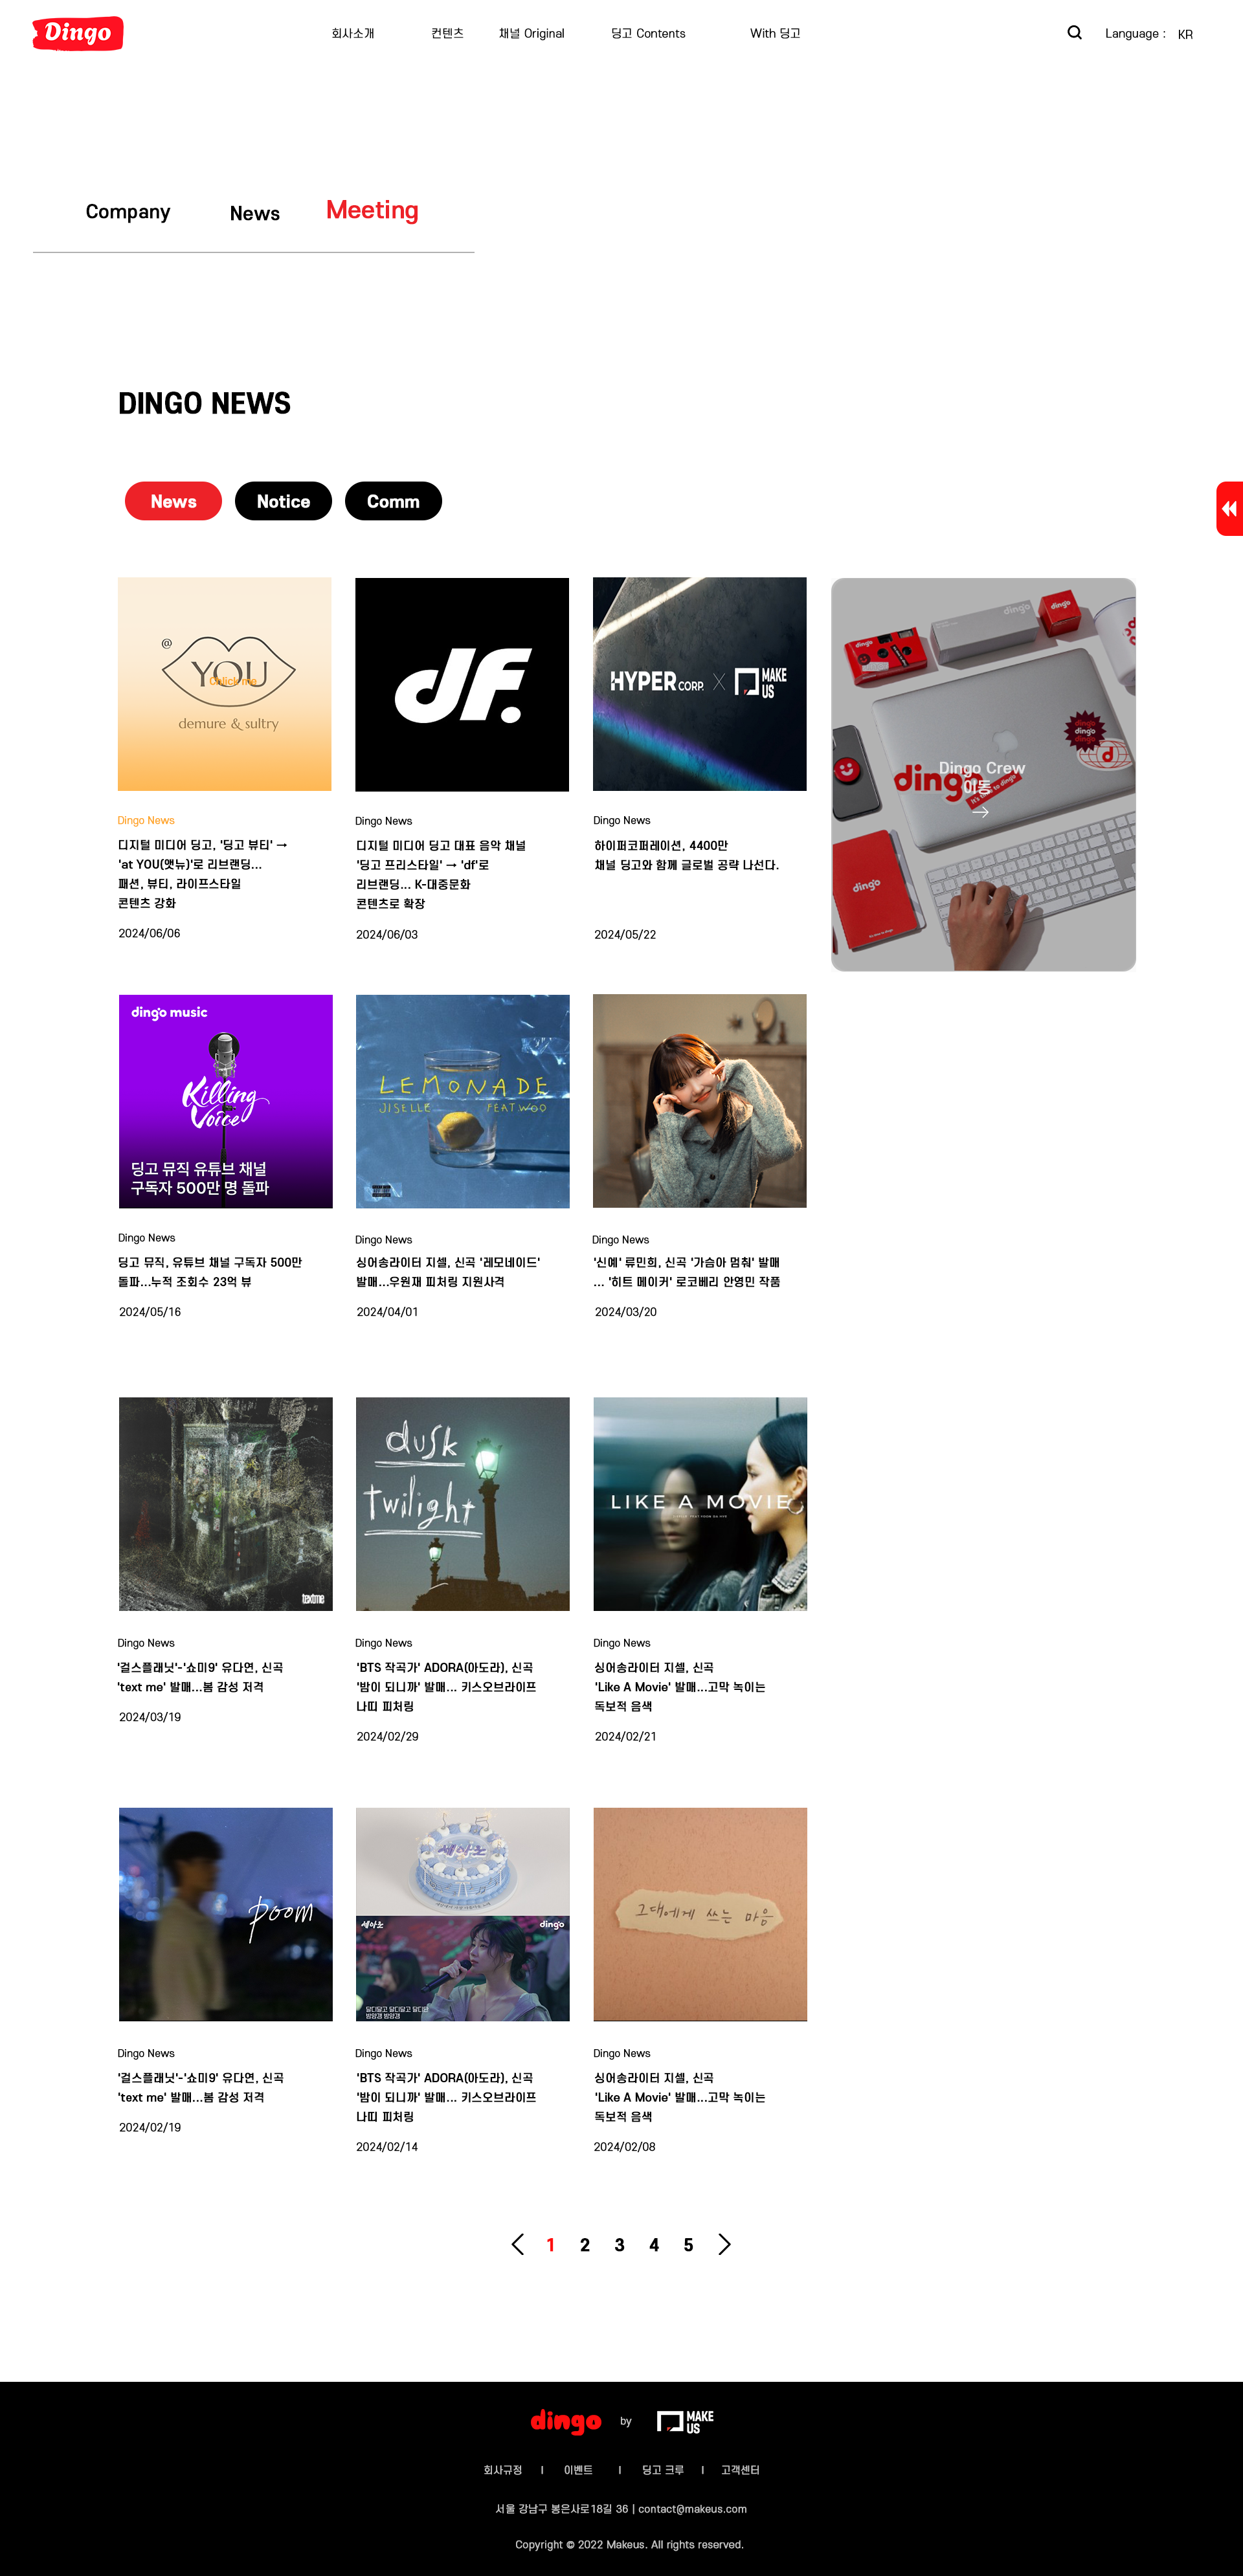 Dingo
회사소개
컨텐츠
채널 Original
딩고 Contents
With 딩고
Language :
KR
Company
News
Meeting
DINGO NEWS
News
Notice
Comm
@
YOU
demure & sultry
df.
HYPER CORP. X MAKE US
dingo
Dingo Crew
이동
Dingo News
디지털 미디어 딩고, '딩고 뷰티' →
'at YOU(앳뉴)'로 리브랜딩...
패션, 뷰티, 라이프스타일
콘텐츠 강화
2024/06/06
Dingo News
디지털 미디어 딩고 대표 음악 채널
'딩고 프리스타일' → 'df'로
리브랜딩... K-대중문화
콘텐츠로 확장
2024/06/03
Dingo News
하이퍼코퍼레이션, 4400만
채널 딩고와 함께 글로벌 공략 나선다.
2024/05/22
dingo music
Killing
Voice
딩고 뮤직 유튜브 채널
구독자 500만 명 돌파
LEMONADE
JISELLE FEAT WOO
Dingo News
딩고 뮤직, 유튜브 채널 구독자 500만
돌파...누적 조회수 23억 뷰
2024/05/16
Dingo News
싱어송라이터 지셀, 신곡 '레모네이드'
발매...우원재 피처링 지원사격
2024/04/01
Dingo News
'신예' 류민희, 신곡 '가슴아 멈춰' 발매
... '히트 메이커' 로코베리 안영민 작품
2024/03/20
textme
dusk
twilight
LIKE A MOVIE
Dingo News
'걸스플래닛'-'쇼미9' 유다연, 신곡
'text me' 발매...봄 감성 저격
2024/03/19
Dingo News
'BTS 작곡가' ADORA(아도라), 신곡
'밤이 되니까' 발매... 키스오브라이프
나띠 피처링
2024/02/29
Dingo News
싱어송라이터 지셀, 신곡
'Like A Movie' 발매...고막 녹이는
독보적 음색
2024/02/21
poom
세아노
세아노
dingo
달디달고 달디달고 달디단
밤양갱 밤양갱
그대에게 쓰는 마음
Dingo News
'걸스플래닛'-'쇼미9' 유다연, 신곡
'text me' 발매...봄 감성 저격
2024/02/19
Dingo News
'BTS 작곡가' ADORA(아도라), 신곡
'밤이 되니까' 발매... 키스오브라이프
나띠 피처링
2024/02/14
Dingo News
싱어송라이터 지셀, 신곡
'Like A Movie' 발매...고막 녹이는
독보적 음색
2024/02/08
1 2 3 4 5
dingo by MAKE US
회사규정 | 이벤트 | 딩고 크루 | 고객센터
서울 강남구 봉은사로18길 36 | contact@makeus.com
Copyright © 2022 Makeus. All rights reserved.